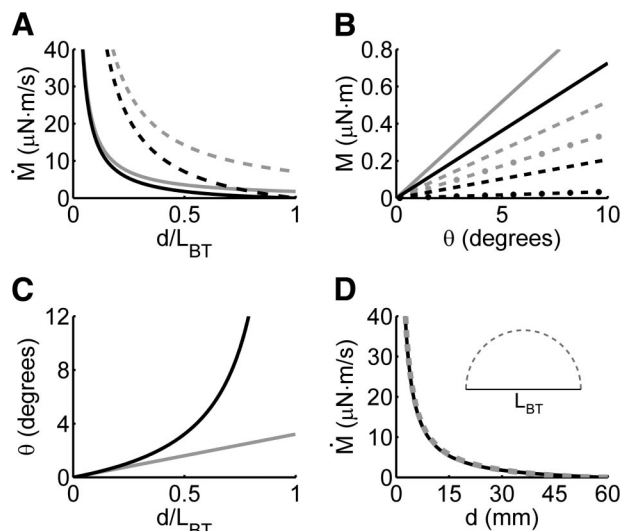 A
40
30
20
10
0
Ṁ (μN·m/s)
0
0.5
1
d/L_BT
B
0.8
0.6
0.4
0.2
0
M (μN·m)
0
5
10
θ (degrees)
C
12
8
4
0
θ (degrees)
0
0.5
1
d/L_BT
D
40
30
20
10
0
Ṁ (μN·m/s)
L_BT
0
15
30
45
60
d (mm)